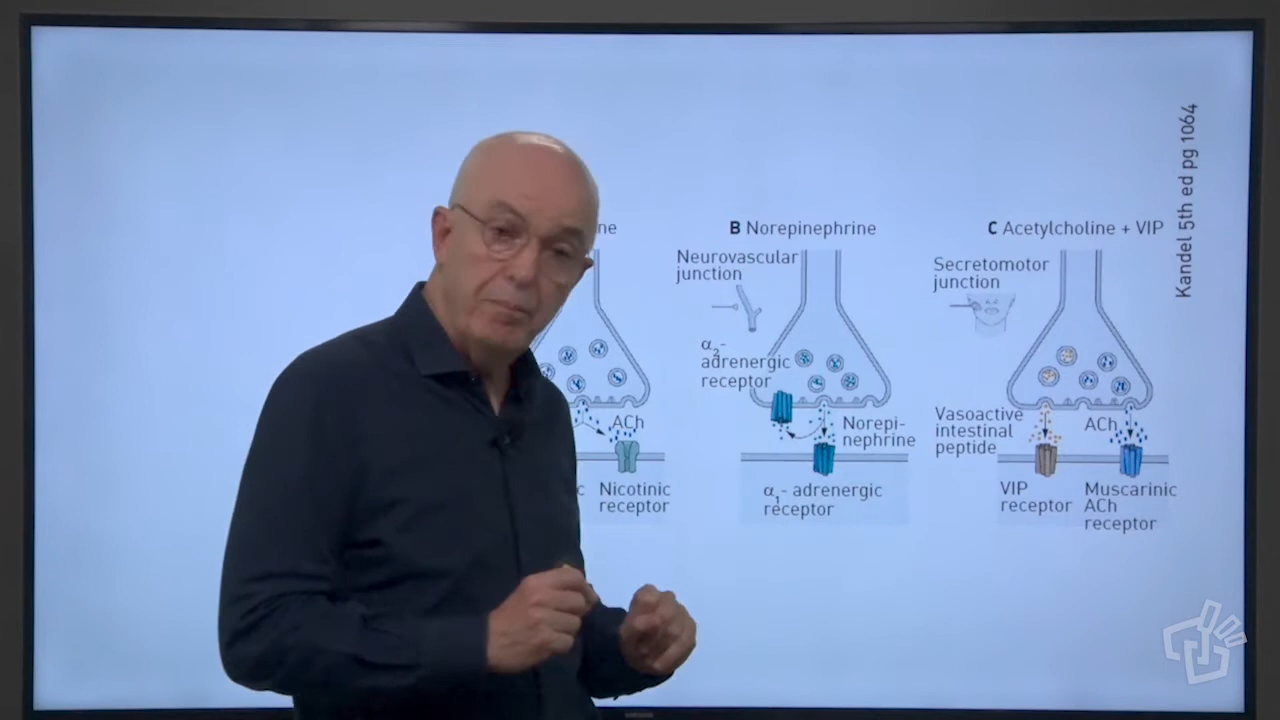 ne
B Norepinephrine
C Acetylcholine + VIP
Neurovascular
junction
α2-
adrenergic
receptor
Norepi-
nephrine
α1- adrenergic
receptor
Secretomotor
junction
Vasoactive
intestinal
peptide
ACh
VIP
receptor
Muscarinic
ACh
receptor
ACh
c
Nicotinic
receptor
Kandel 5th ed pg 1064